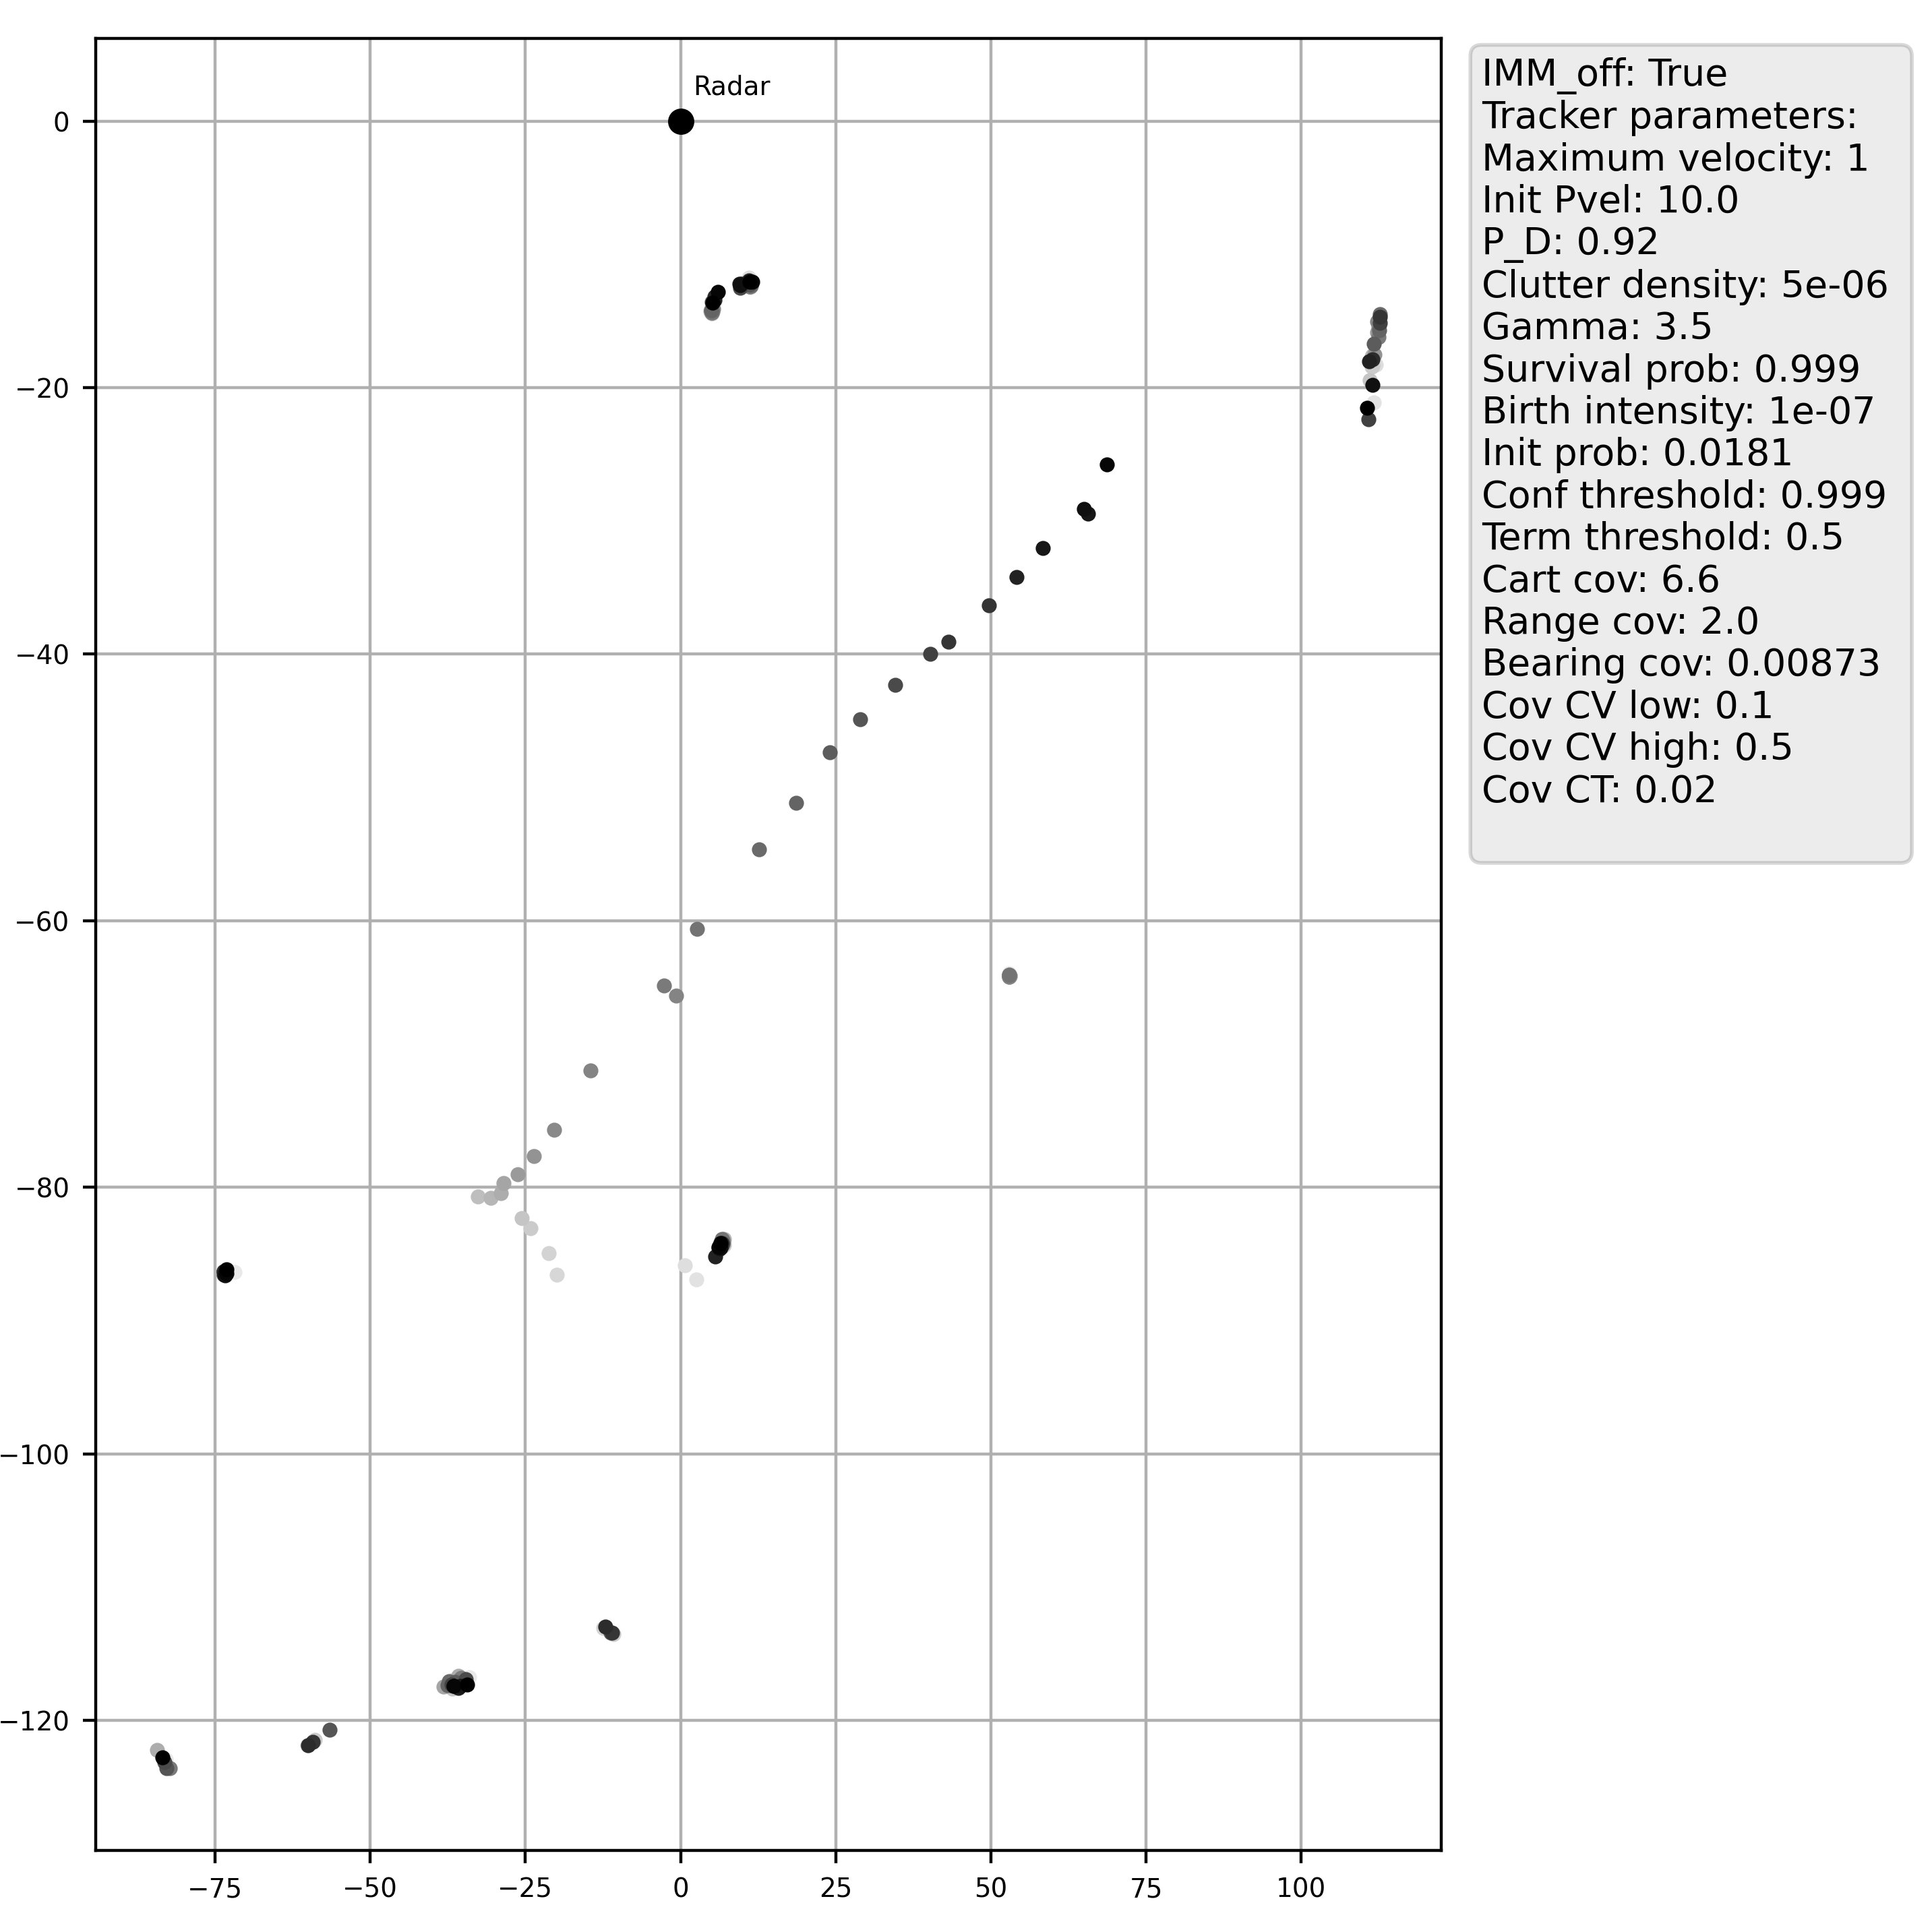 Radar
0
−20
−40
−60
−80
−100
−120
−75
−50
−25
0
25
50
75
100
IMM_off: True
Tracker parameters:
Maximum velocity: 1
Init Pvel: 10.0
P_D: 0.92
Clutter density: 5e-06
Gamma: 3.5
Survival prob: 0.999
Birth intensity: 1e-07
Init prob: 0.0181
Conf threshold: 0.999
Term threshold: 0.5
Cart cov: 6.6
Range cov: 2.0
Bearing cov: 0.00873
Cov CV low: 0.1
Cov CV high: 0.5
Cov CT: 0.02